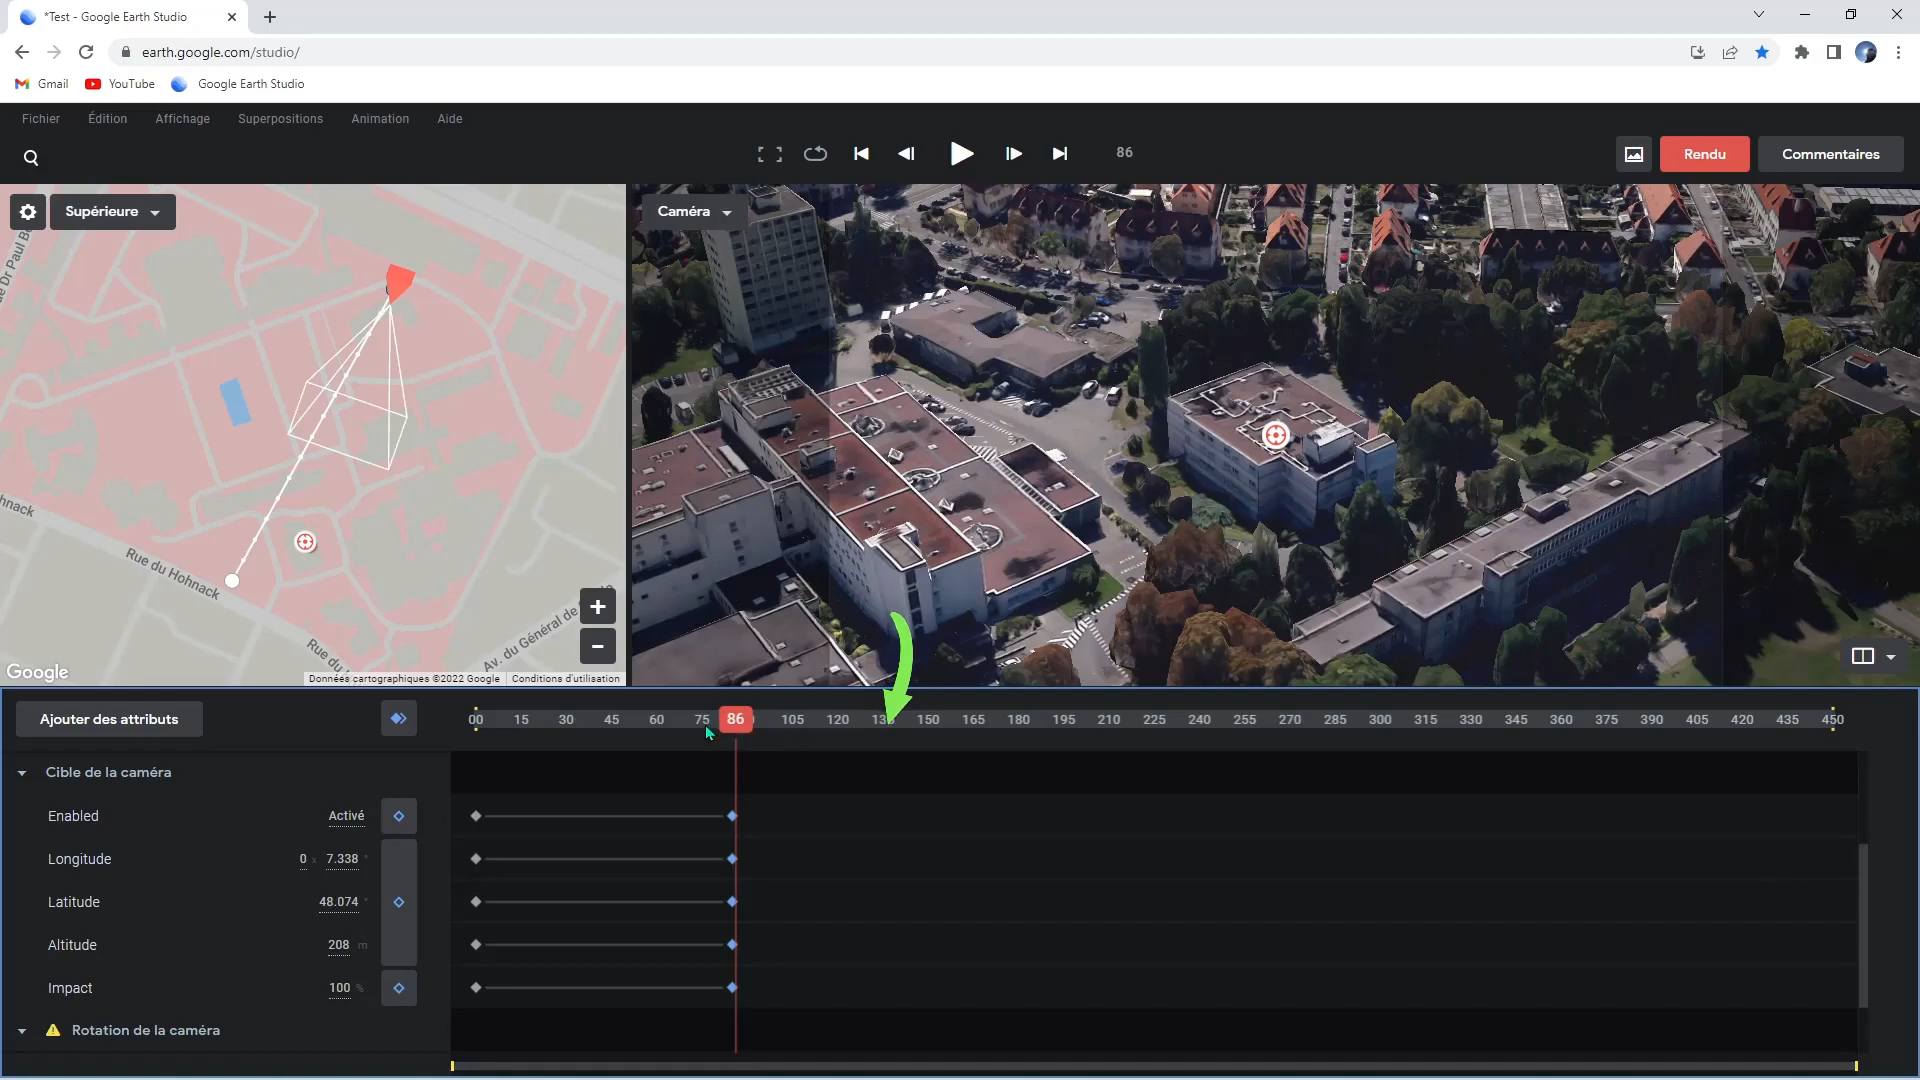 *Test - Google Earth Studio
earth.google.com/studio/
Gmail YouTube Google Earth Studio
Fichier Édition Affichage Superpositions Animation Aide
86
Rendu Commentaires
Supérieure
Caméra
Rue du Hohnack
Rue du
Av. du Général de
hnack
Google
Données cartographiques ©2022 Google Conditions d'utilisation
Ajouter des attributs
00 15 30 45 60 75 86 105 120 150 165 180 195 210 225 240 255 270 285 300 315 330 345 360 375 390 405 420 435 450
Cible de la caméra
Enabled Activé
Longitude 0 x 7.338 °
Latitude 48.074 °
Altitude 208 m
Impact 100 %
Rotation de la caméra